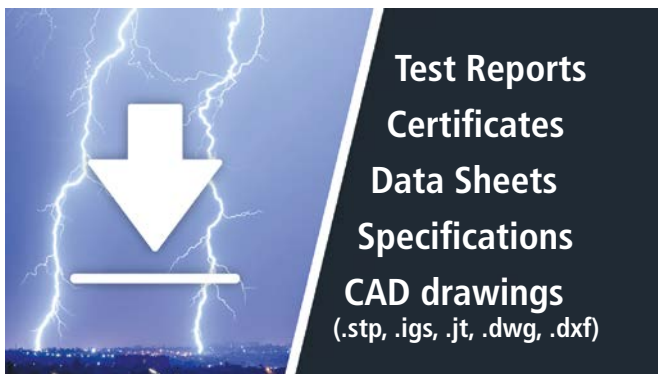 Test Reports
Certificates
Data Sheets
Specifications
CAD drawings
(.stp, .igs, .jt, .dwg, .dxf)